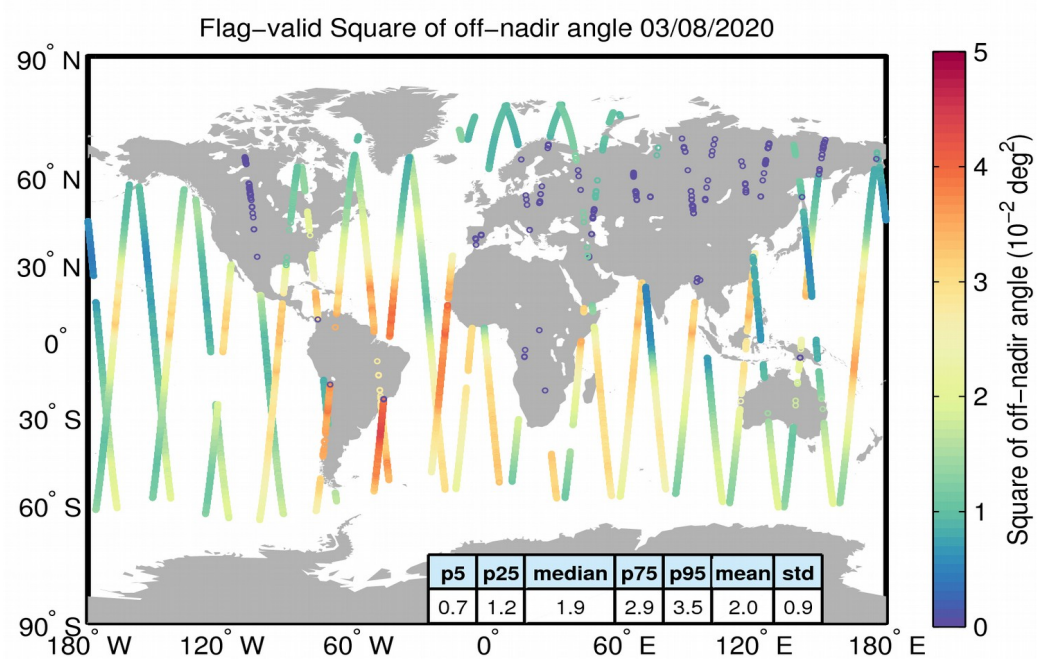 Flag−valid Square of off−nadir angle 03/08/2020
90° N
60° N
30° N
0°
30° S
60° S
90° S
180° W 120° W 60° W 0° 60° E 120° E 180° E
p5 p25 median p75 p95 mean std
0.7 1.2 1.9 2.9 3.5 2.0 0.9
5
4
3
2
1
0
Square of off−nadir angle (10⁻² deg²)